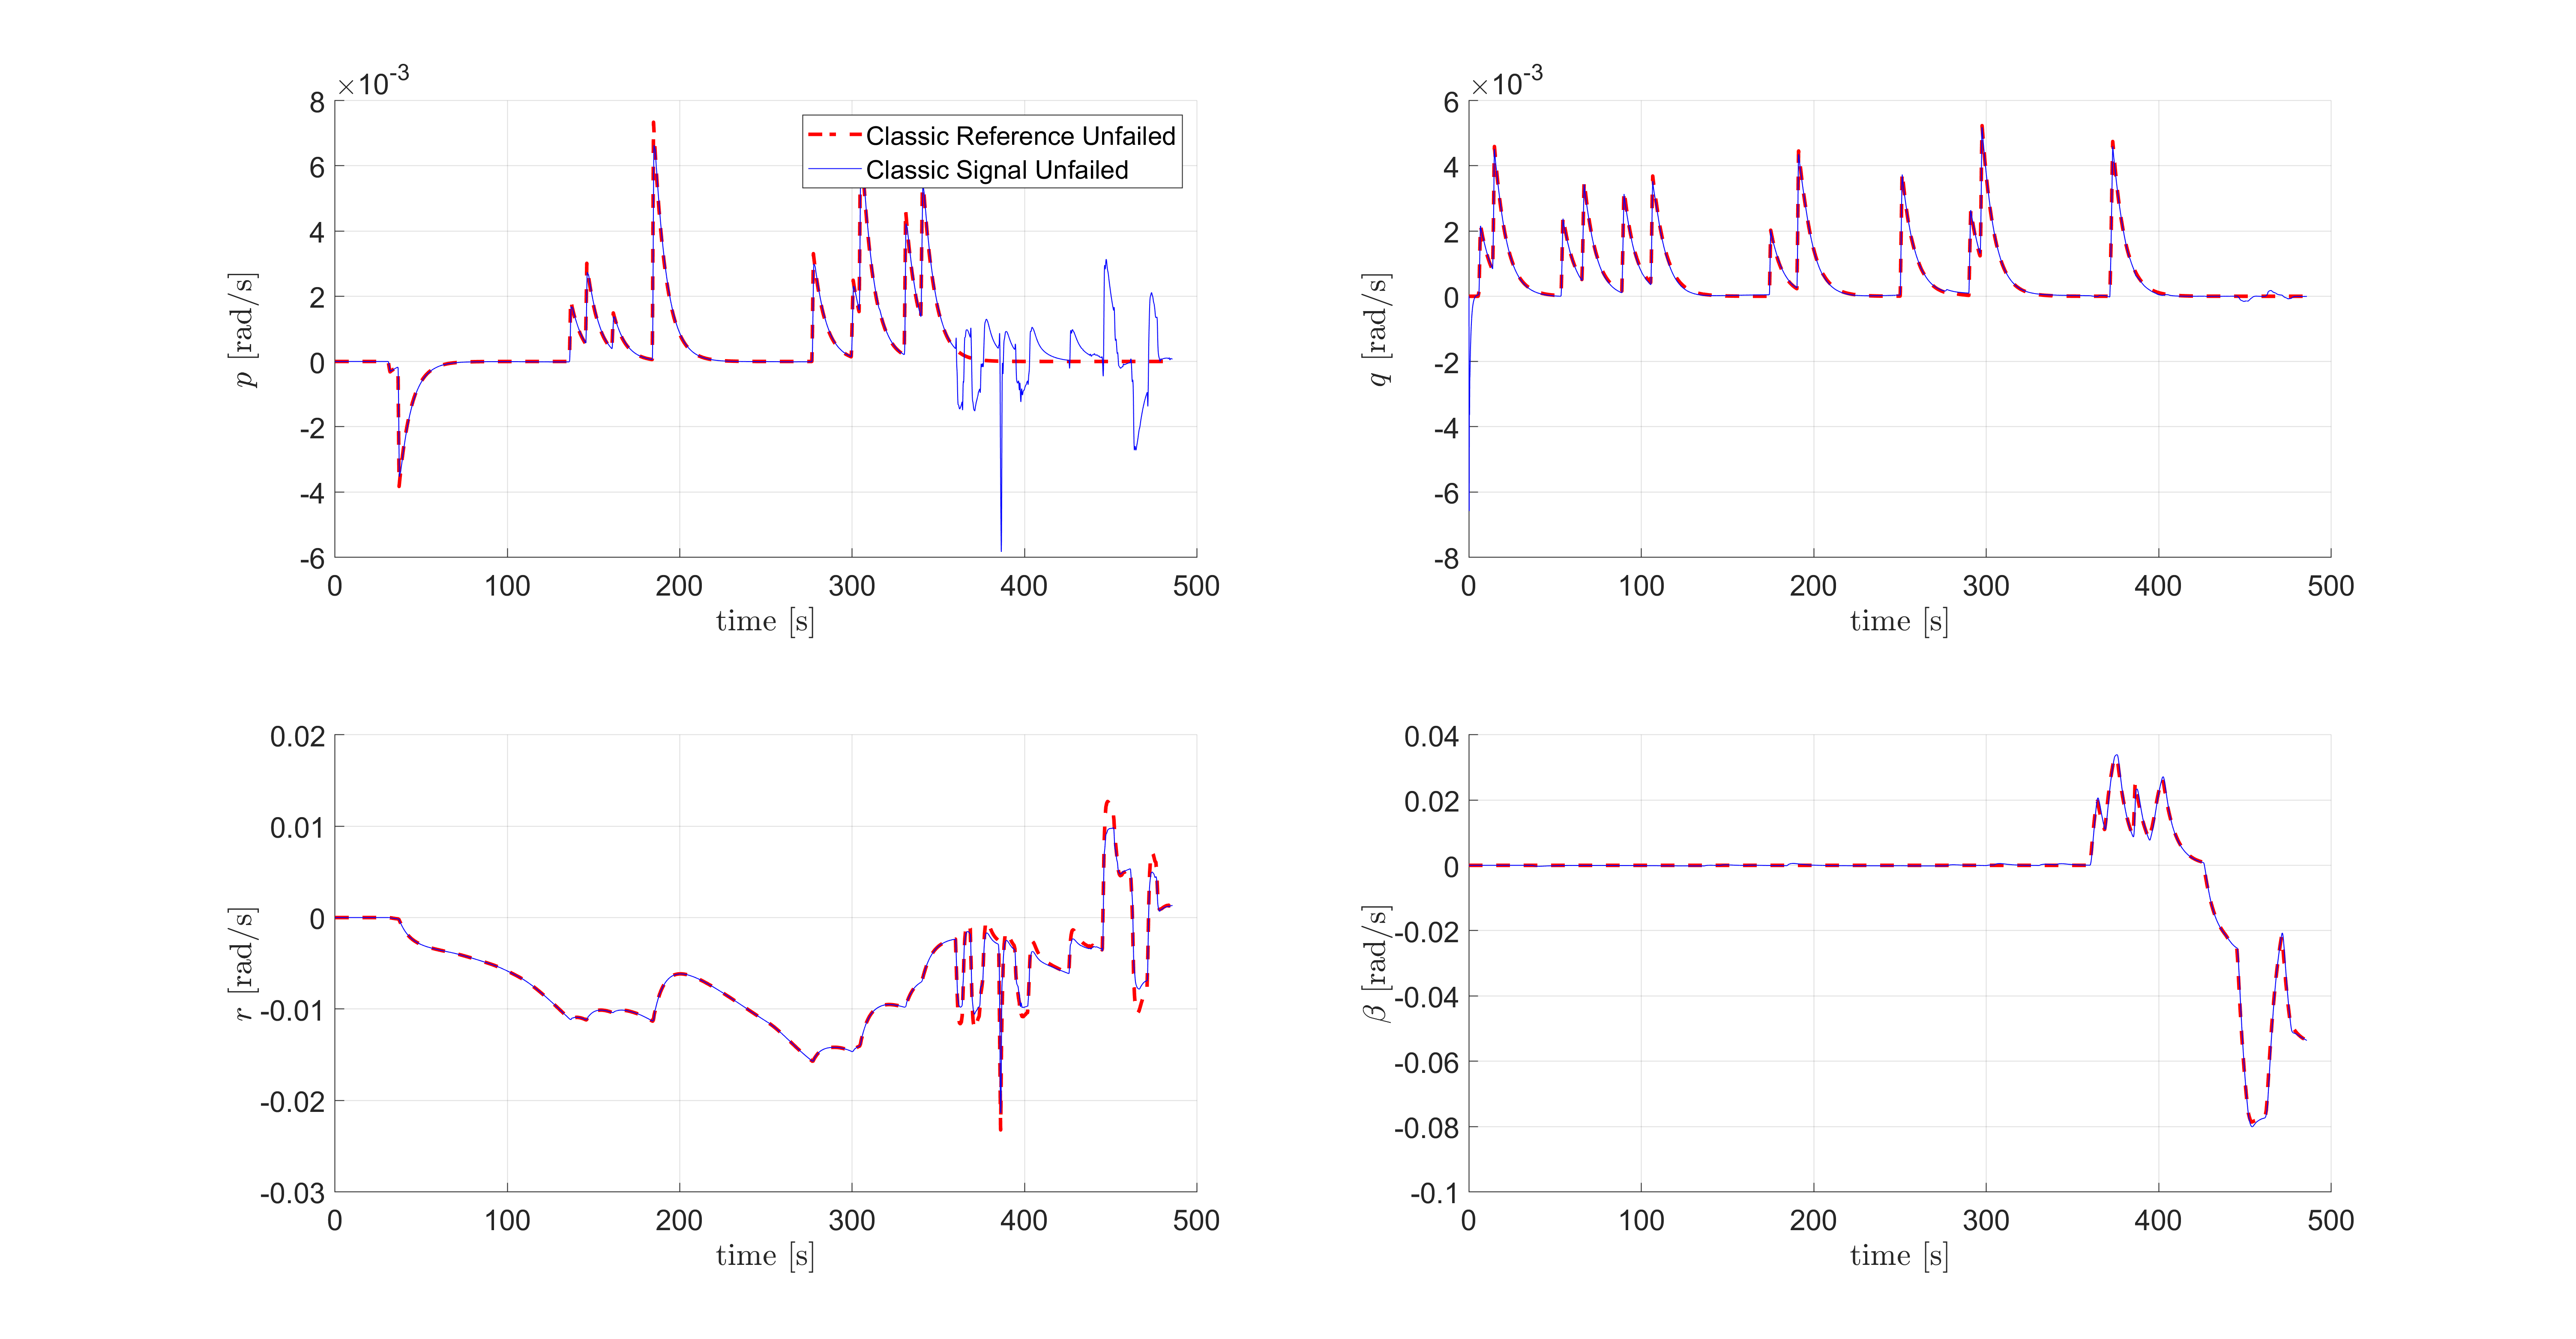 ×10-3
8
6
4
2
0
-2
-4
-6
p [rad/s]
0 100 200 300 400 500
time [s]
Classic Reference Unfailed
Classic Signal Unfailed
×10-3
6
4
2
0
-2
-4
-6
-8
q [rad/s]
0 100 200 300 400 500
time [s]
0.02
0.01
0
-0.01
-0.02
-0.03
r [rad/s]
0 100 200 300 400 500
time [s]
0.04
0.02
0
-0.02
-0.04
-0.06
-0.08
-0.1
β [rad/s]
0 100 200 300 400 500
time [s]